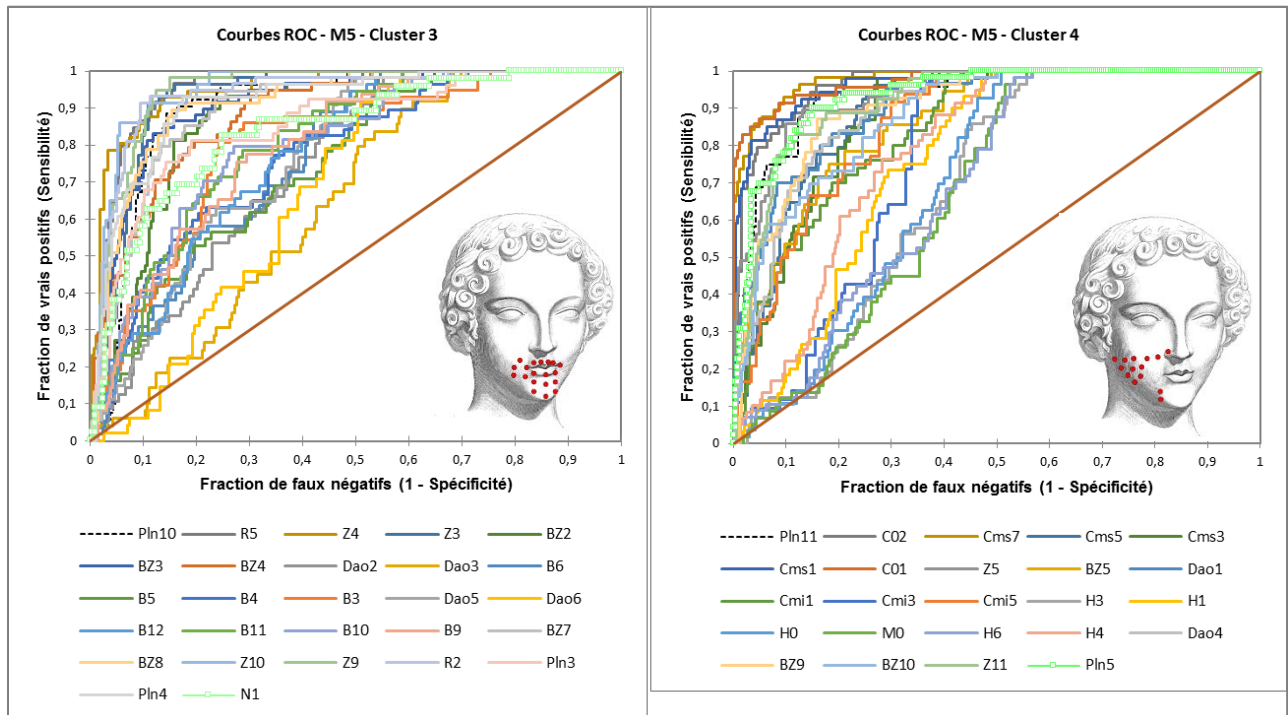 Courbes ROC - M5 - Cluster 3
Fraction de vrais positifs (Sensibilité)
1
0,9
0,8
0,7
0,6
0,5
0,4
0,3
0,2
0,1
0
0 0,1 0,2 0,3 0,4 0,5 0,6 0,7 0,8 0,9 1
Fraction de faux négatifs (1 - Spécificité)
Pln10 R5 Z4 Z3 BZ2
BZ3 BZ4 Dao2 Dao3 B6
B5 B4 B3 Dao5 Dao6
B12 B11 B10 B9 BZ7
BZ8 Z10 Z9 R2 Pln3
Pln4 N1
Courbes ROC - M5 - Cluster 4
Fraction de vrais positifs (Sensibilité)
1
0,9
0,8
0,7
0,6
0,5
0,4
0,3
0,2
0,1
0
0 0,1 0,2 0,3 0,4 0,5 0,6 0,7 0,8 0,9 1
Fraction de faux négatifs (1 - Spécificité)
Pln11 C02 Cms7 Cms5 Cms3
Cms1 C01 Z5 BZ5 Dao1
Cmi1 Cmi3 Cmi5 H3 H1
H0 M0 H6 H4 Dao4
BZ9 BZ10 Z11 Pln5